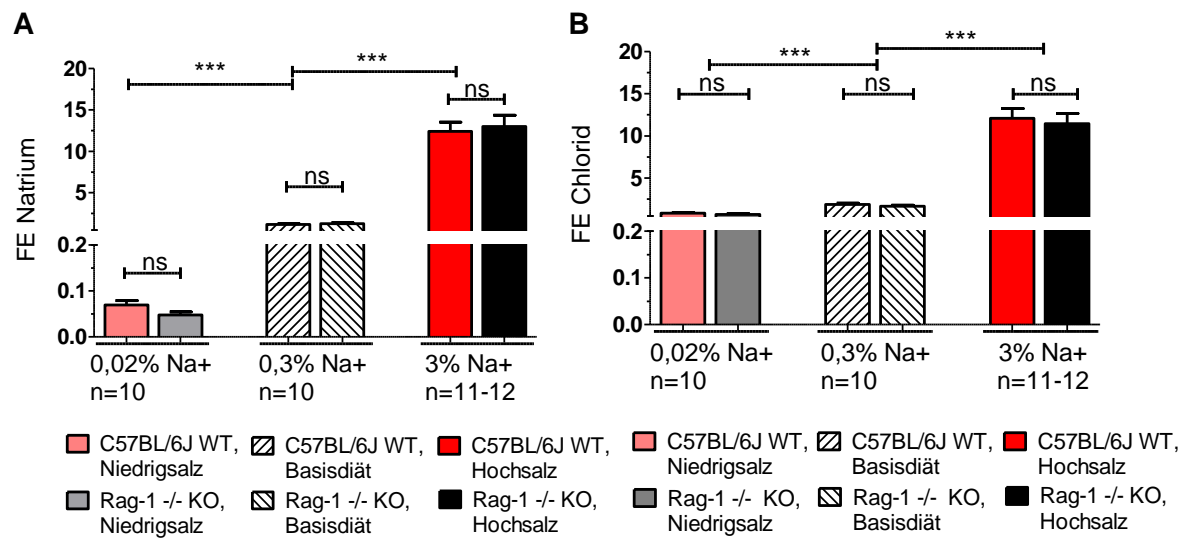 A
***
***
ns
ns
ns
20
15
10
5
0.2
0.1
0.0
FE Natrium
0,02% Na+
n=10
0,3% Na+
n=10
3% Na+
n=11-12
C57BL/6J WT,
Niedrigsalz
C57BL/6J WT,
Basisdiät
C57BL/6J WT,
Hochsalz
Rag-1 -/- KO,
Niedrigsalz
Rag-1 -/- KO,
Basisdiät
Rag-1 -/- KO,
Hochsalz
B
***
***
ns
ns
ns
20
15
10
5
0.2
0.1
0.0
FE Chlorid
0,02% Na+
n=10
0,3% Na+
n=10
3% Na+
n=11-12
C57BL/6J WT,
Niedrigsalz
C57BL/6J WT,
Basisdiät
C57BL/6J WT,
Hochsalz
Rag-1 -/- KO,
Niedrigsalz
Rag-1 -/- KO,
Basisdiät
Rag-1 -/- KO,
Hochsalz